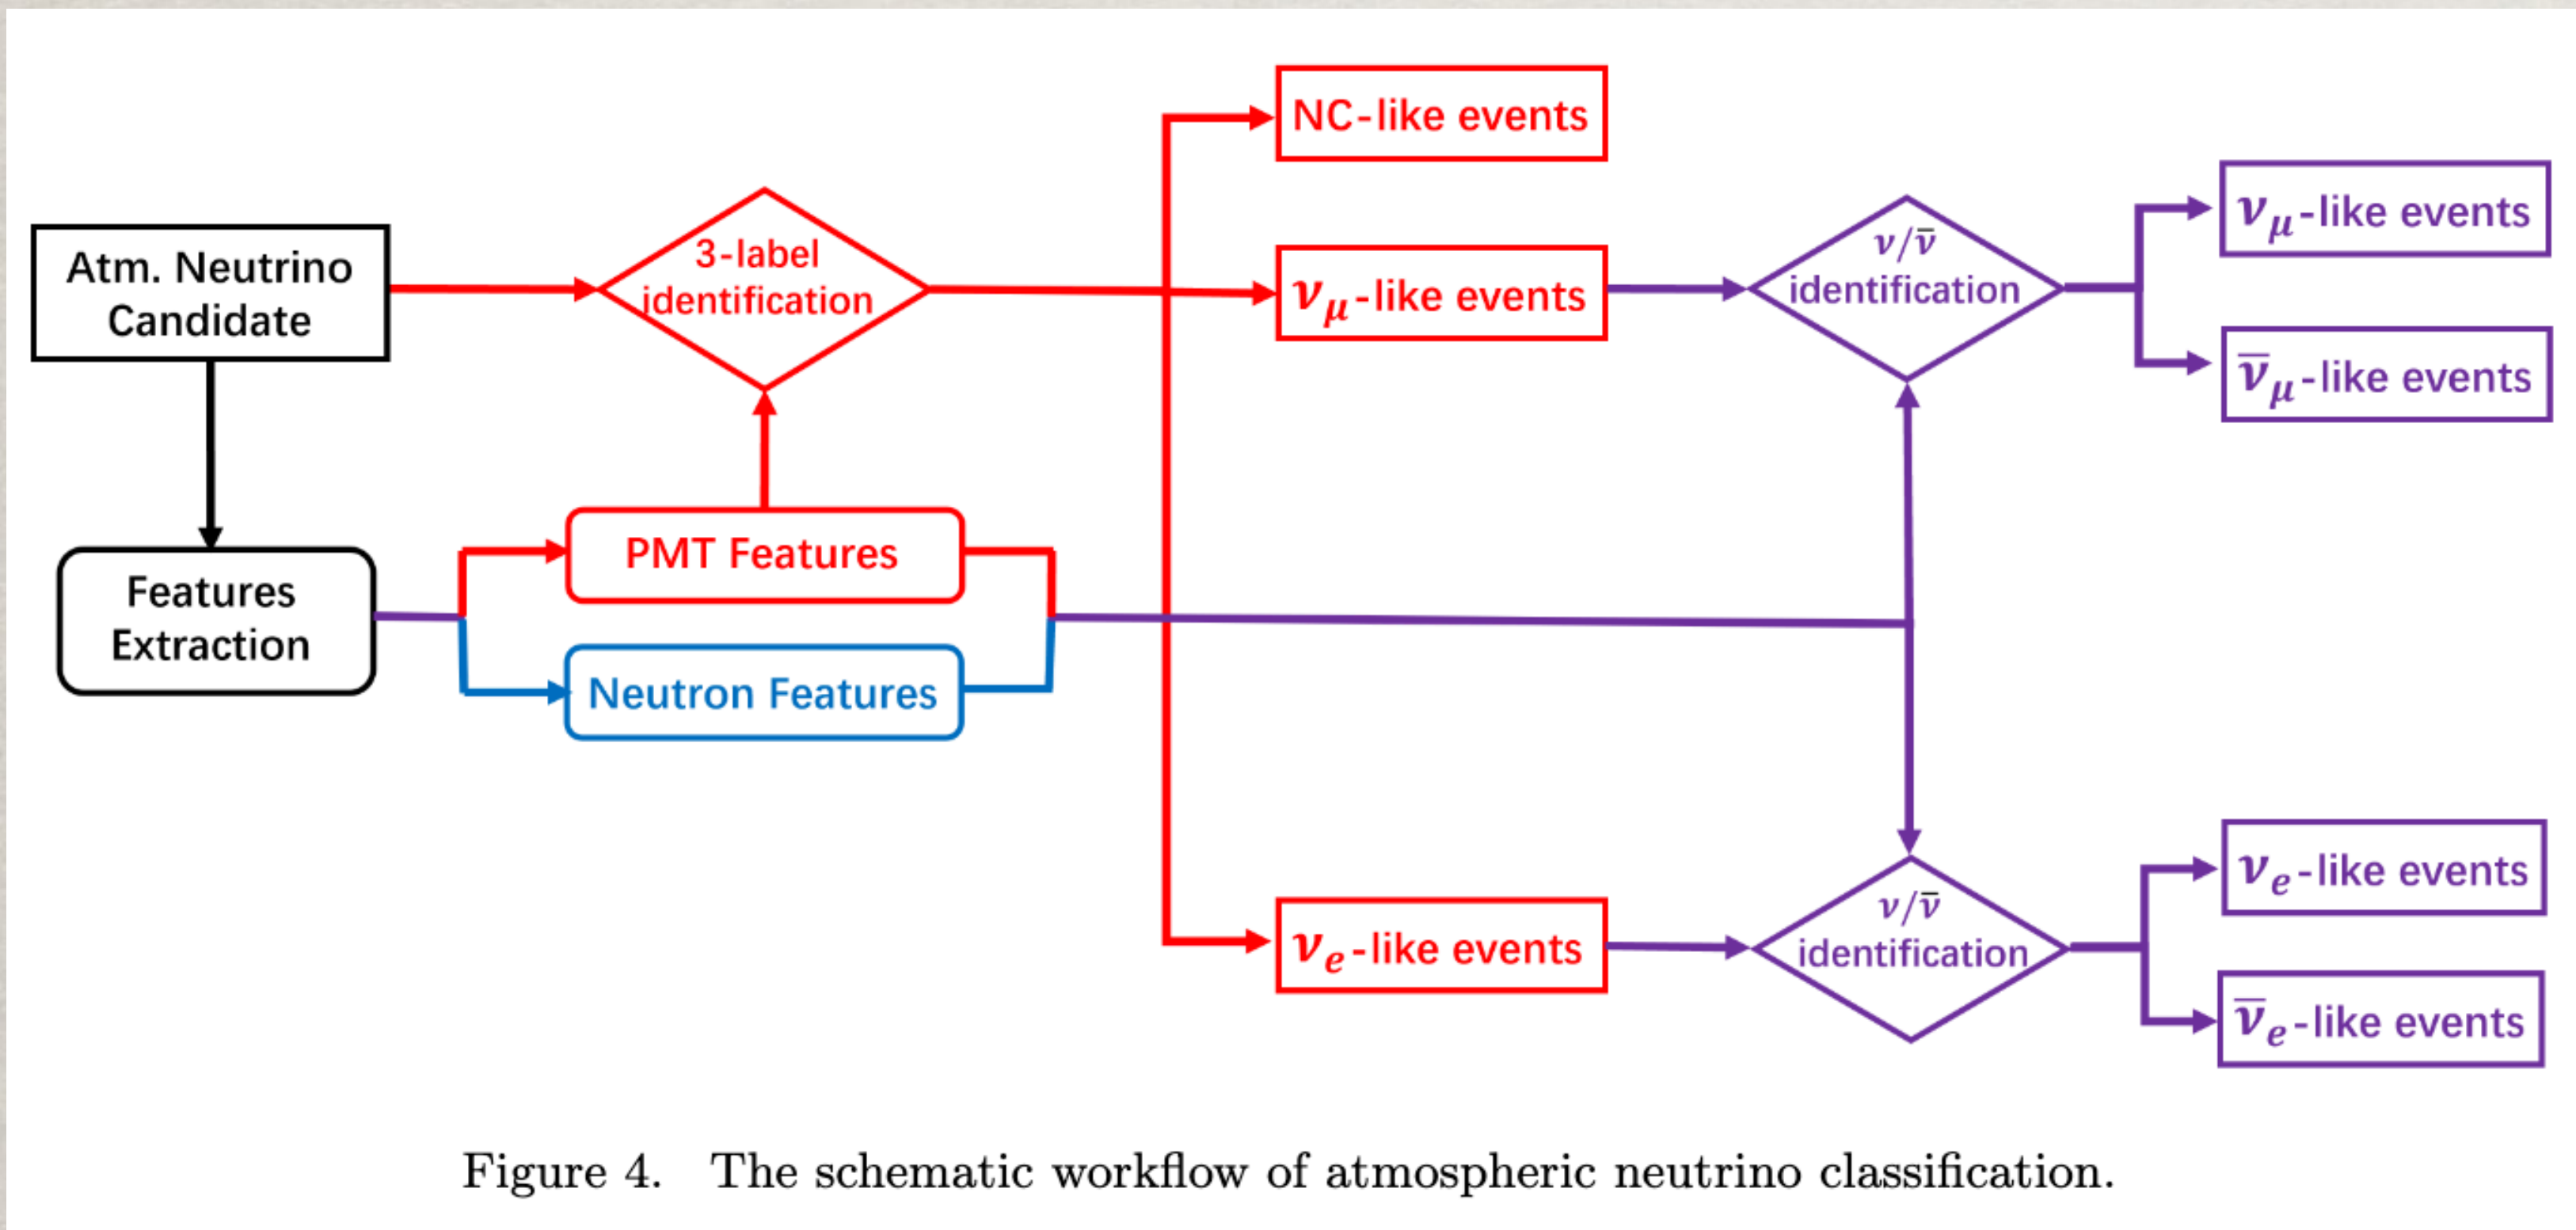 Atm. Neutrino
Candidate
Features
Extraction
3-label
identification
PMT Features
Neutron Features
NC-like events
νμ-like events
νe-like events
ν/ν̄
identification
ν/ν̄
identification
νμ-like events
ν̄μ-like events
νe-like events
ν̄e-like events
Figure 4. The schematic workflow of atmospheric neutrino classification.